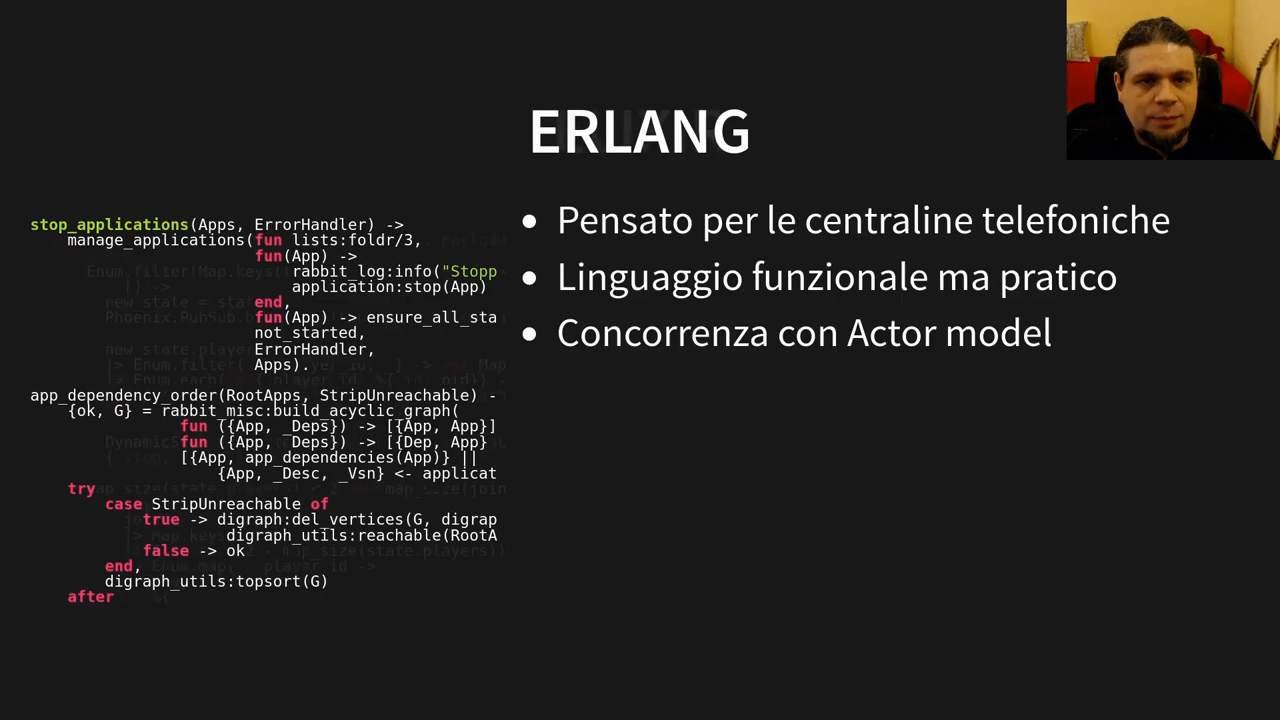 ERLANG
stop_applications(Apps, ErrorHandler) ->
    manage_applications(fun lists:foldr/3,
                        fun(App) ->
                            rabbit_log:info("Stopp
                            application:stop(App)
                        end,
                        fun(App) -> ensure_all_sta
                        not_started,
                        ErrorHandler,
                        Apps).
app_dependency_order(RootApps, StripUnreachable) -
    {ok, G} = rabbit_misc:build_acyclic_graph(
                fun ({App, _Deps}) -> [{App, App}]
                fun ({App, _Deps}) -> [{Dep, App}
                [{App, app_dependencies(App)} ||
                    {App, _Desc, _Vsn} <- applicat
    try
        case StripUnreachable of
            true -> digraph:del_vertices(G, digrap
                     digraph_utils:reachable(RootA
            false -> ok
        end,
        digraph_utils:topsort(G)
    after
• Pensato per le centraline telefoniche
• Linguaggio funzionale ma pratico
• Concorrenza con Actor model